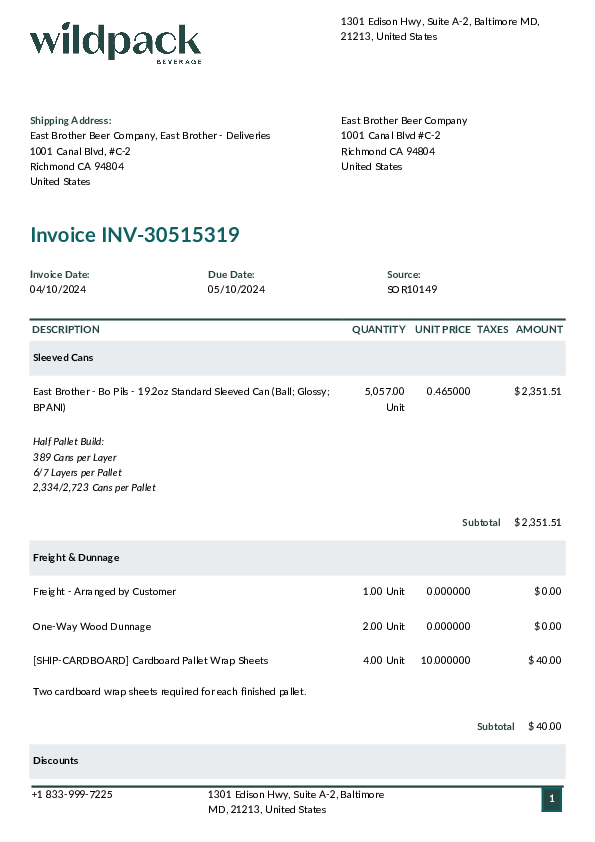 wildpack
BEVERAGE
1301 Edison Hwy, Suite A-2, Baltimore MD,
21213, United States
Shipping Address:
East Brother Beer Company, East Brother - Deliveries
1001 Canal Blvd, #C-2
Richmond CA 94804
United States
East Brother Beer Company
1001 Canal Blvd #C-2
Richmond CA 94804
United States
Invoice INV-30515319
Invoice Date:
04/10/2024
Due Date:
05/10/2024
Source:
SOR10149
DESCRIPTION QUANTITY UNIT PRICE TAXES AMOUNT
Sleeved Cans
East Brother - Bo Pils - 19.2oz Standard Sleeved Can (Ball; Glossy; 5,057.00 0.465000 $ 2,351.51
BPANI) Unit
Half Pallet Build:
389 Cans per Layer
6/7 Layers per Pallet
2,334/2,723 Cans per Pallet
Subtotal $ 2,351.51
Freight & Dunnage
Freight - Arranged by Customer 1.00 Unit 0.000000 $ 0.00
One-Way Wood Dunnage 2.00 Unit 0.000000 $ 0.00
[SHIP-CARDBOARD] Cardboard Pallet Wrap Sheets 4.00 Unit 10.000000 $ 40.00
Two cardboard wrap sheets required for each finished pallet.
Subtotal $ 40.00
Discounts
+1 833-999-7225 1301 Edison Hwy, Suite A-2, Baltimore 1
MD, 21213, United States